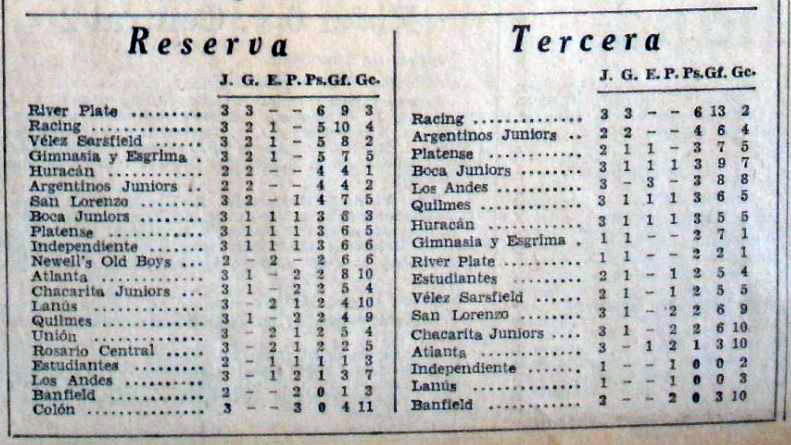 Reserva
J. G. E. P. Ps. Gf. Gc.
River Plate ......... 3 3 – – 6 9 3
Racing .............. 3 2 1 – 5 10 4
Vélez Sarsfield ..... 3 2 1 – 5 8 2
Gimnasia y Esgrima . 3 2 1 – 5 7 5
Huracán ............. 2 2 – – 4 4 1
Argentinos Juniors .. 2 2 – – 4 4 2
San Lorenzo ......... 3 2 – 1 4 7 5
Boca Juniors ........ 3 1 1 1 3 6 3
Platense ............ 3 1 1 1 3 6 5
Independiente ....... 3 1 1 1 3 6 6
Newell's Old Boys ... 2 – 2 – 2 6 6
Atlanta ............. 3 1 – 2 2 8 10
Chacarita Juniors ... 3 1 – 2 2 5 4
Lanús ............... 3 – 2 1 2 4 10
Quilmes ............. 3 1 – 2 2 4 9
Unión ............... 3 – 2 1 2 5 4
Rosario Central ..... 3 – 2 1 2 2 5
Estudiantes ......... 2 – 1 1 1 1 3
Los Andes ........... 3 – 1 2 1 3 7
Banfield ............ 2 – – 2 0 1 3
Colón ............... 3 – – 3 0 4 11
Tercera
J. G. E. P. Ps. Gf. Gc.
Racing .............. 3 3 – – 6 13 2
Argentinos Juniors .. 2 2 – – 4 6 4
Platense ............ 2 1 1 – 3 7 5
Boca Juniors ........ 3 1 1 1 3 9 7
Los Andes ........... 3 – 3 – 3 8 8
Quilmes ............. 3 1 1 1 3 6 5
Huracán ............. 3 1 1 1 3 5 5
Gimnasia y Esgrima . 1 1 – – 2 7 1
River Plate ......... 1 1 – – 2 2 1
Estudiantes ......... 2 1 – 1 2 5 4
Vélez Sarsfield ..... 2 1 – 1 2 5 5
San Lorenzo ......... 3 1 – 2 2 6 9
Chacarita Juniors ... 3 1 – 2 2 6 10
Atlanta ............. 3 – 1 2 1 3 10
Independiente ....... 1 – – 1 0 0 2
Lanús ............... 1 – – 1 0 0 3
Banfield ............ 2 – – 2 0 3 10